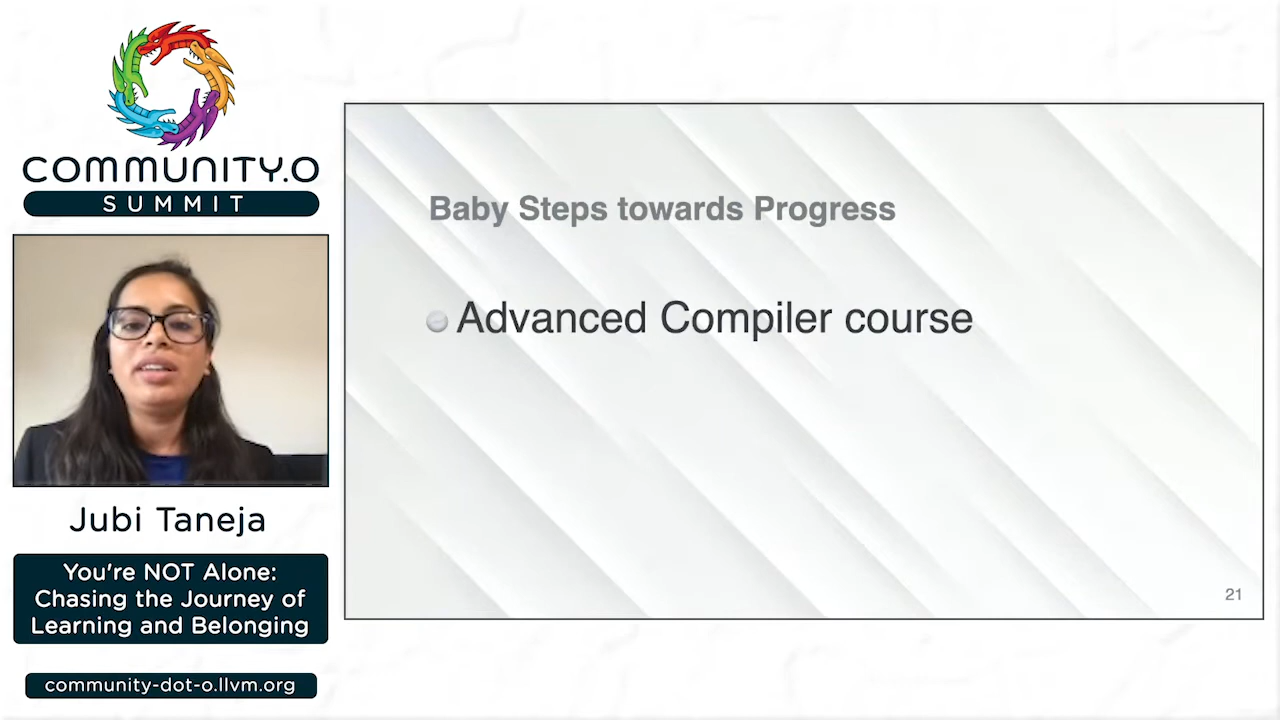 COMMUNITY.O
SUMMIT
Jubi Taneja
You're NOT Alone:
Chasing the Journey of
Learning and Belonging
community-dot-o.llvm.org
Baby Steps towards Progress
Advanced Compiler course
21